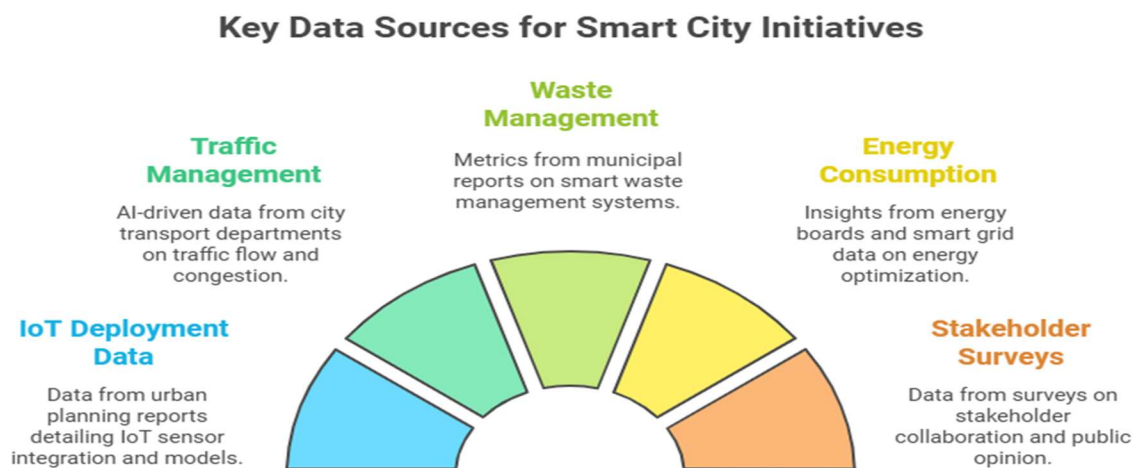 Key Data Sources for Smart City Initiatives
Waste
Management
Metrics from municipal
reports on smart waste
management systems.
Traffic
Management
AI-driven data from city
transport departments
on traffic flow and
congestion.
Energy
Consumption
Insights from energy
boards and smart grid
data on energy
optimization.
IoT Deployment
Data
Data from urban
planning reports
detailing IoT sensor
integration and models.
Stakeholder
Surveys
Data from surveys on
stakeholder
collaboration and public
opinion.